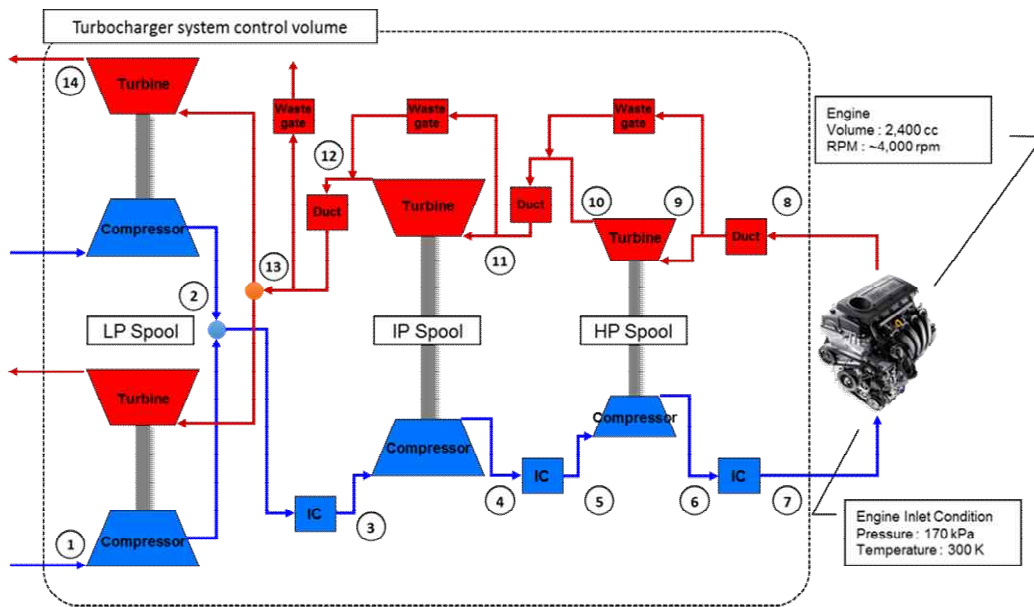 Turbocharger system control volume
14
Turbine
Compressor
Waste
gate
Waste
gate
Waste
gate
12
Duct
Turbine
Duct
10
9
8
Turbine
Duct
11
13
2
LP Spool
IP Spool
HP Spool
Turbine
Compressor
Compressor
1
Compressor
IC
3
4
IC
5
6
IC
7
Engine
Volume : 2,400 cc
RPM : ~4,000 rpm
Engine Inlet Condition
Pressure : 170 kPa
Temperature : 300 K